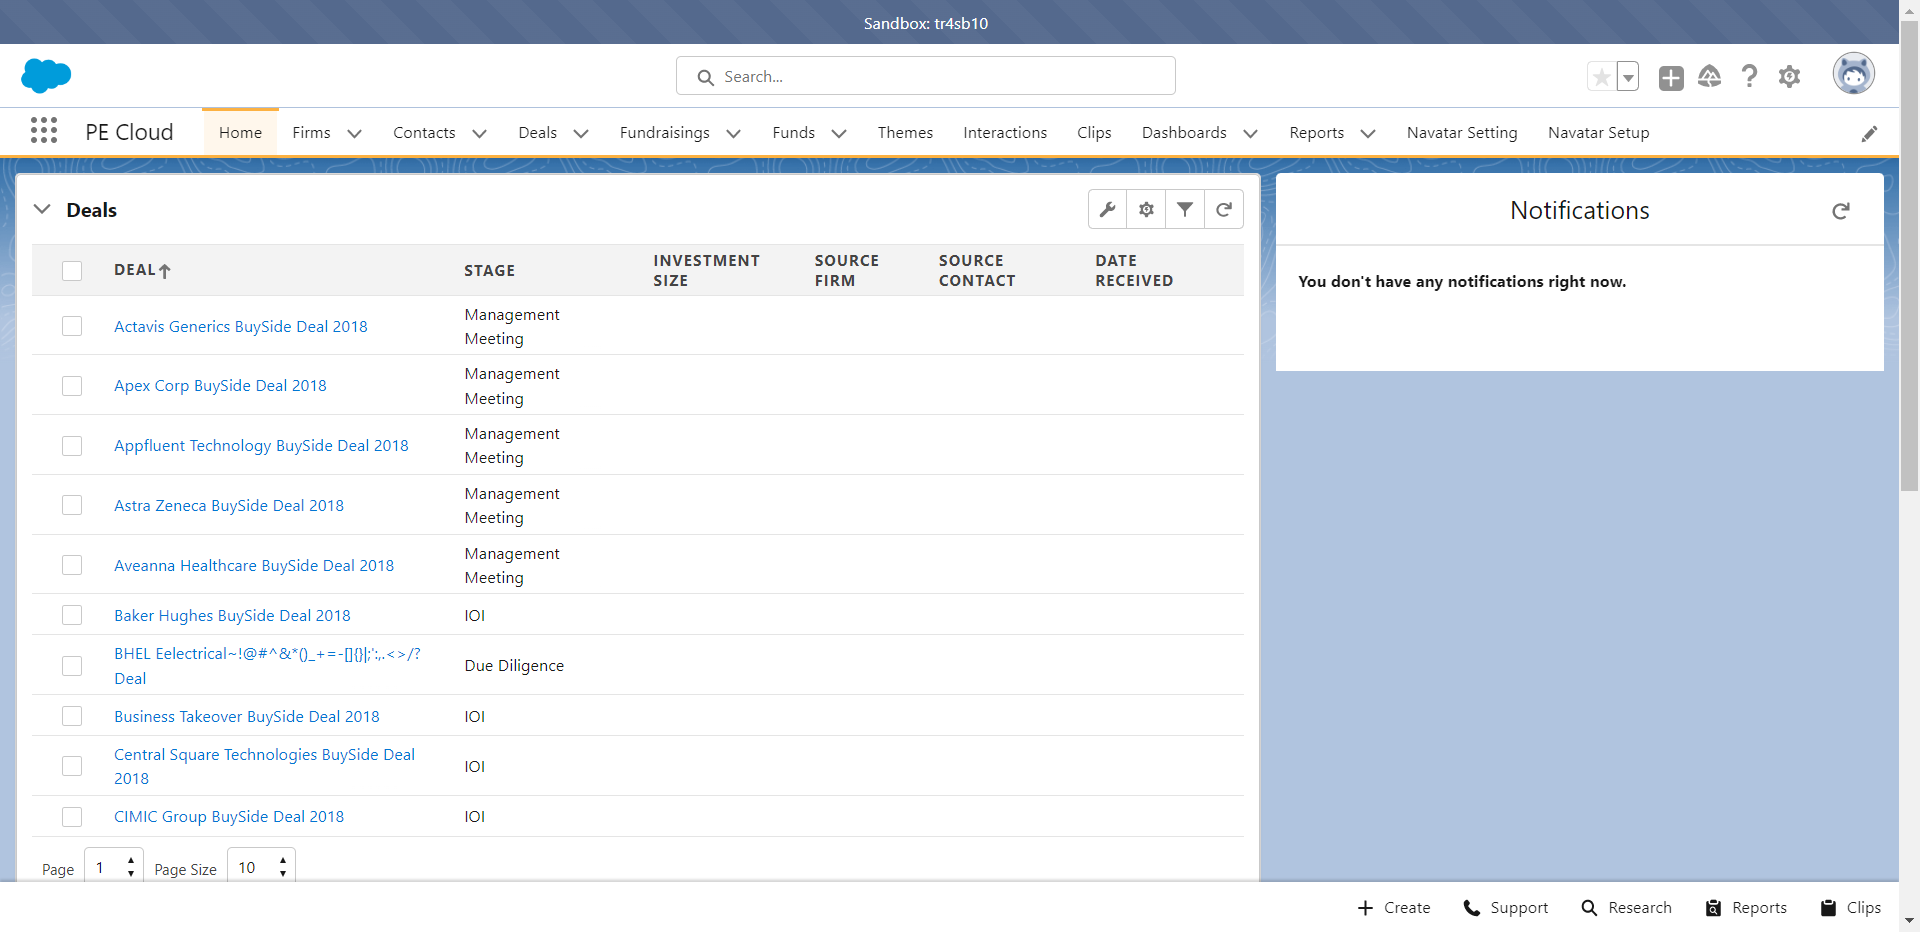 Sandbox: tr4sb10
Search...
PE Cloud
Home
Firms
Contacts
Deals
Fundraisings
Funds
Themes
Interactions
Clips
Dashboards
Reports
Navatar Setting
Navatar Setup
Deals
DEAL
STAGE
INVESTMENT
SIZE
SOURCE
FIRM
SOURCE
CONTACT
DATE
RECEIVED
Actavis Generics BuySide Deal 2018
Management
Meeting
Apex Corp BuySide Deal 2018
Management
Meeting
Appfluent Technology BuySide Deal 2018
Management
Meeting
Astra Zeneca BuySide Deal 2018
Management
Meeting
Aveanna Healthcare BuySide Deal 2018
Management
Meeting
Baker Hughes BuySide Deal 2018
IOI
BHEL Eelectrical~!@#^&*()_+=-[]{}|;':,.<>/?
Deal
Due Diligence
Business Takeover BuySide Deal 2018
IOI
Central Square Technologies BuySide Deal
2018
IOI
CIMIC Group BuySide Deal 2018
IOI
Page 1 Page Size 10
Notifications
You don't have any notifications right now.
Create
Support
Research
Reports
Clips